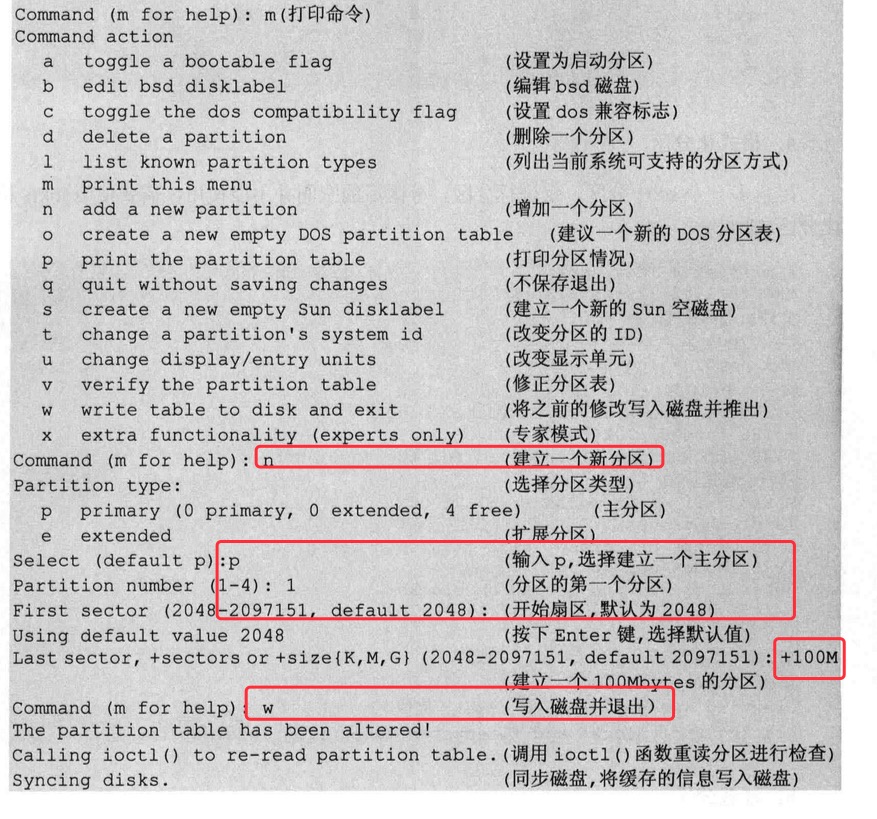 Command (m for help): m(打印命令)
Command action
a toggle a bootable flag (设置为启动分区)
b edit bsd disklabel (编辑 bsd 磁盘)
c toggle the dos compatibility flag (设置 dos 兼容标志)
d delete a partition (删除一个分区)
l list known partition types (列出当前系统可支持的分区方式)
m print this menu
n add a new partition (增加一个分区)
o create a new empty DOS partition table (建议一个新的 DOS 分区表)
p print the partition table (打印分区情况)
q quit without saving changes (不保存退出)
s create a new empty Sun disklabel (建立一个新的 Sun 空磁盘)
t change a partition's system id (改变分区的 ID)
u change display/entry units (改变显示单元)
v verify the partition table (修正分区表)
w write table to disk and exit (将之前的修改写入磁盘并推出)
x extra functionality (experts only) (专家模式)
Command (m for help): n (建立一个新分区)
Partition type: (选择分区类型)
p primary (0 primary, 0 extended, 4 free) (主分区)
e extended (扩展分区)
Select (default p):p (输入 p,选择建立一个主分区)
Partition number (1-4): 1 (分区的第一个分区)
First sector (2048-2097151, default 2048): (开始扇区,默认为 2048)
Using default value 2048 (按下 Enter 键,选择默认值)
Last sector, +sectors or +size{K,M,G} (2048-2097151, default 2097151): +100M
(建立一个 100Mbytes 的分区)
Command (m for help): w (写入磁盘并退出)
The partition table has been altered!
Calling ioctl() to re-read partition table.(调用 ioctl()函数重读分区进行检查)
Syncing disks. (同步磁盘,将缓存的信息写入磁盘)